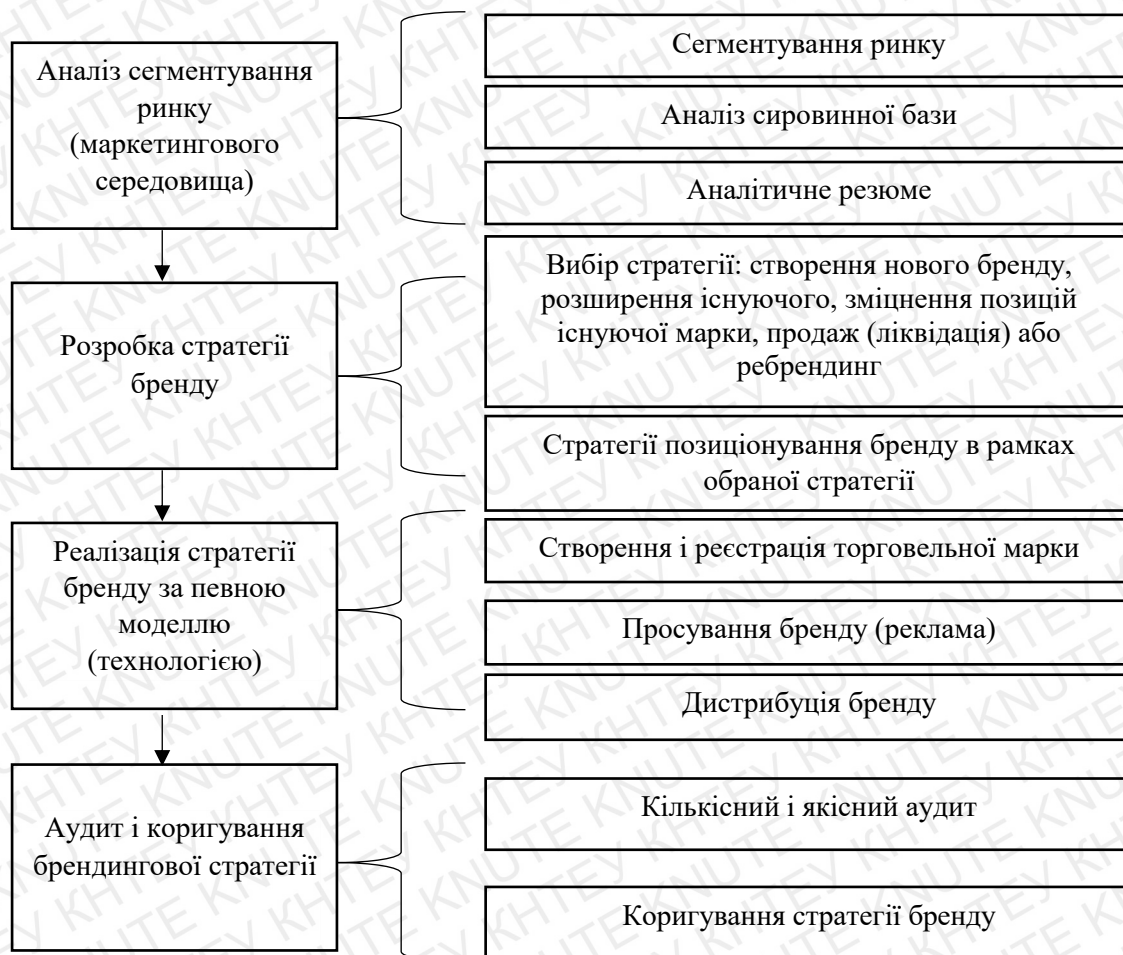 Аналіз сегментування
ринку
(маркетингового
середовища)
Сегментування ринку
Аналіз сировинної бази
Аналітичне резюме
Розробка стратегії
бренду
Вибір стратегії: створення нового бренду,
розширення існуючого, зміцнення позицій
існуючої марки, продаж (ліквідація) або
ребрендинг
Стратегії позиціонування бренду в рамках
обраної стратегії
Реалізація стратегії
бренду за певною
моделлю
(технологією)
Створення і реєстрація торговельної марки
Просування бренду (реклама)
Дистрибуція бренду
Аудит і коригування
брендингової стратегії
Кількісний і якісний аудит
Коригування стратегії бренду